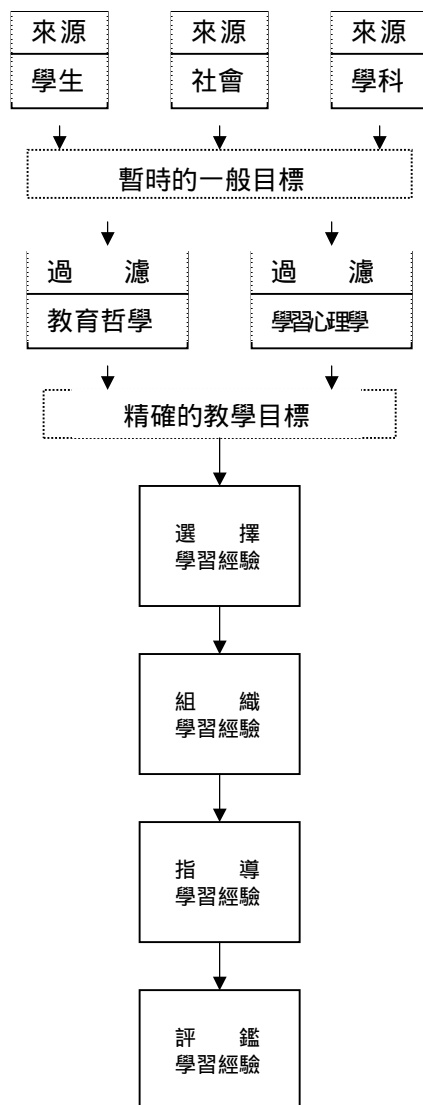 來源 來源 來源
學生 社會 學科
暫時的一般目標
過 濾 過 濾
教育哲學 學習心理學
精確的教學目標
選 擇
學習經驗
組 織
學習經驗
指 導
學習經驗
評 鑑
學習經驗